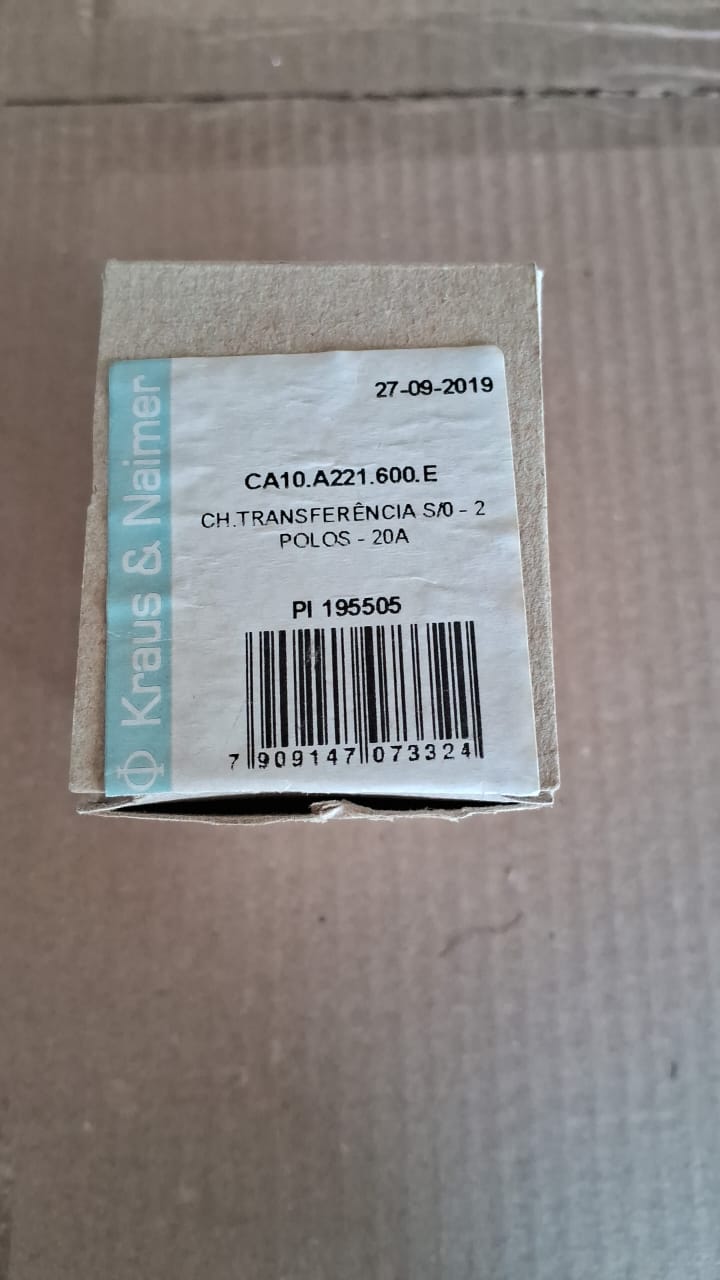 Kraus & Naimer
27-09-2019
CA10.A221.600.E
CH.TRANSFERÊNCIA S/0 - 2
POLOS - 20A
PI 195505
7 909147 073324